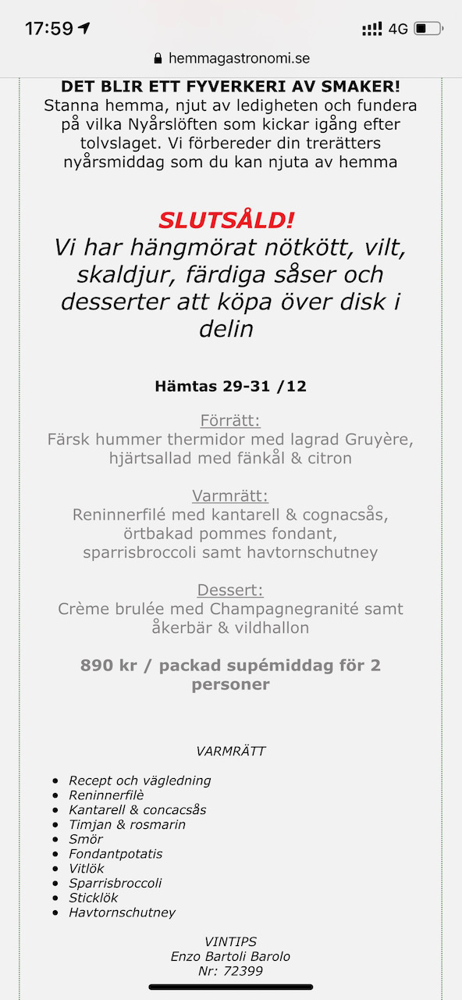 17:59
4G
hemmagastronomi.se
DET BLIR ETT FYVERKERI AV SMAKER!
Stanna hemma, njut av ledigheten och fundera
på vilka Nyårslöften som kickar igång efter
tolvslaget. Vi förbereder din trerätters
nyårsmiddag som du kan njuta av hemma
SLUTSÅLD!
Vi har hängmörat nötkött, vilt,
skaldjur, färdiga såser och
desserter att köpa över disk i
delin
Hämtas 29-31 /12
Förrätt:
Färsk hummer thermidor med lagrad Gruyère,
hjärtsallad med fänkål & citron
Varmrätt:
Reninnerfilé med kantarell & cognacsås,
örtbakad pommes fondant,
sparrisbroccoli samt havtornschutney
Dessert:
Crème brulée med Champagnegranité samt
åkerbär & vildhallon
890 kr / packad supémiddag för 2
personer
VARMRÄTT
• Recept och vägledning
• Reninnerfilè
• Kantarell & concacsås
• Timjan & rosmarin
• Smör
• Fondantpotatis
• Vitlök
• Sparrisbroccoli
• Sticklök
• Havtornschutney
VINTIPS
Enzo Bartoli Barolo
Nr: 72399